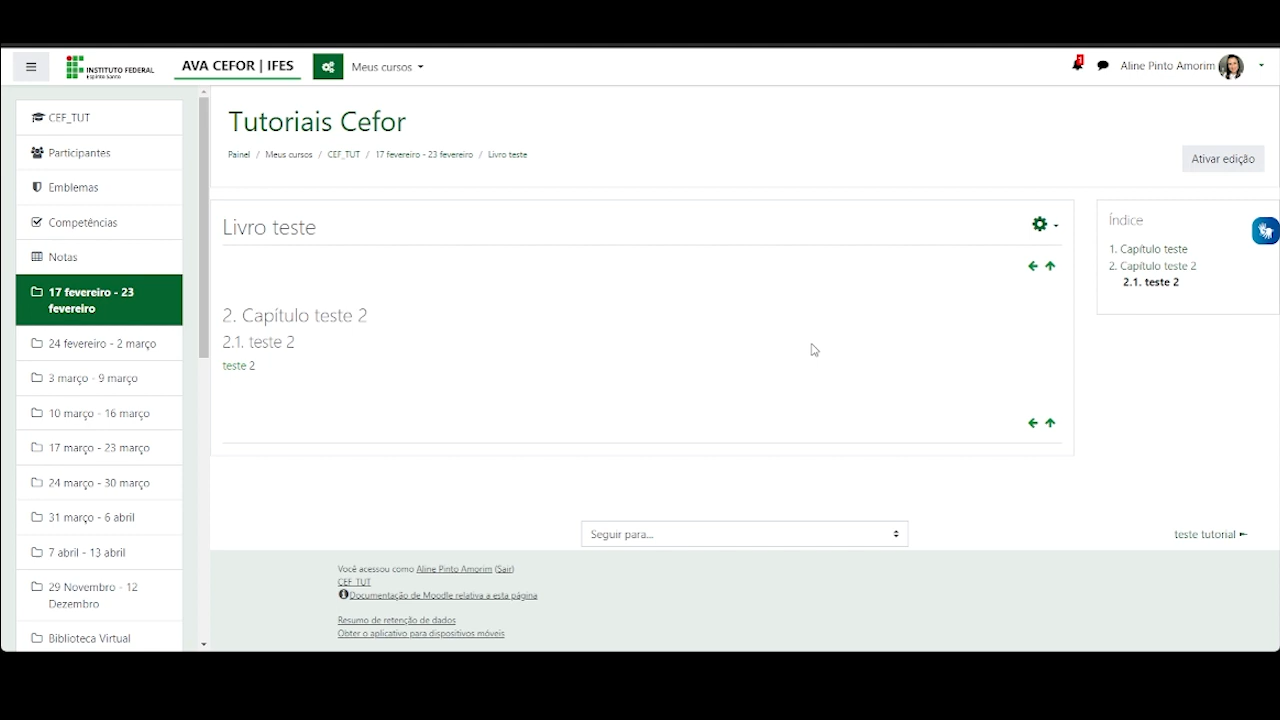 INSTITUTO FEDERAL
Espírito Santo
AVA CEFOR | IFES
Meus cursos
1
Aline Pinto Amorim
CEF_TUT
Participantes
Emblemas
Competências
Notas
17 fevereiro - 23
fevereiro
24 fevereiro - 2 março
3 março - 9 março
10 março - 16 março
17 março - 23 março
24 março - 30 março
31 março - 6 abril
7 abril - 13 abril
29 Novembro - 12
Dezembro
Biblioteca Virtual
Tutoriais Cefor
Painel / Meus cursos / CEF_TUT / 17 fevereiro - 23 fevereiro / Livro teste
Ativar edição
Livro teste
2. Capítulo teste 2
2.1. teste 2
teste 2
Índice
1. Capítulo teste
2. Capítulo teste 2
2.1. teste 2
Seguir para...
teste tutorial ►
Você acessou como Aline Pinto Amorim (Sair)
CEF_TUT
Documentação de Moodle relativa a esta página
Resumo de retenção de dados
Obter o aplicativo para dispositivos móveis